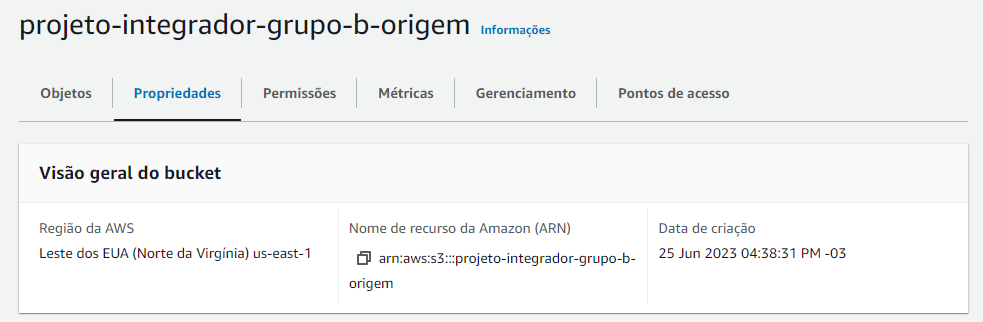 projeto-integrador-grupo-b-origem Informações
Objetos Propriedades Permissões Métricas Gerenciamento Pontos de acesso
Visão geral do bucket
Região da AWS
Leste dos EUA (Norte da Virgínia) us-east-1
Nome de recurso da Amazon (ARN)
arn:aws:s3:::projeto-integrador-grupo-b-
origem
Data de criação
25 Jun 2023 04:38:31 PM -03